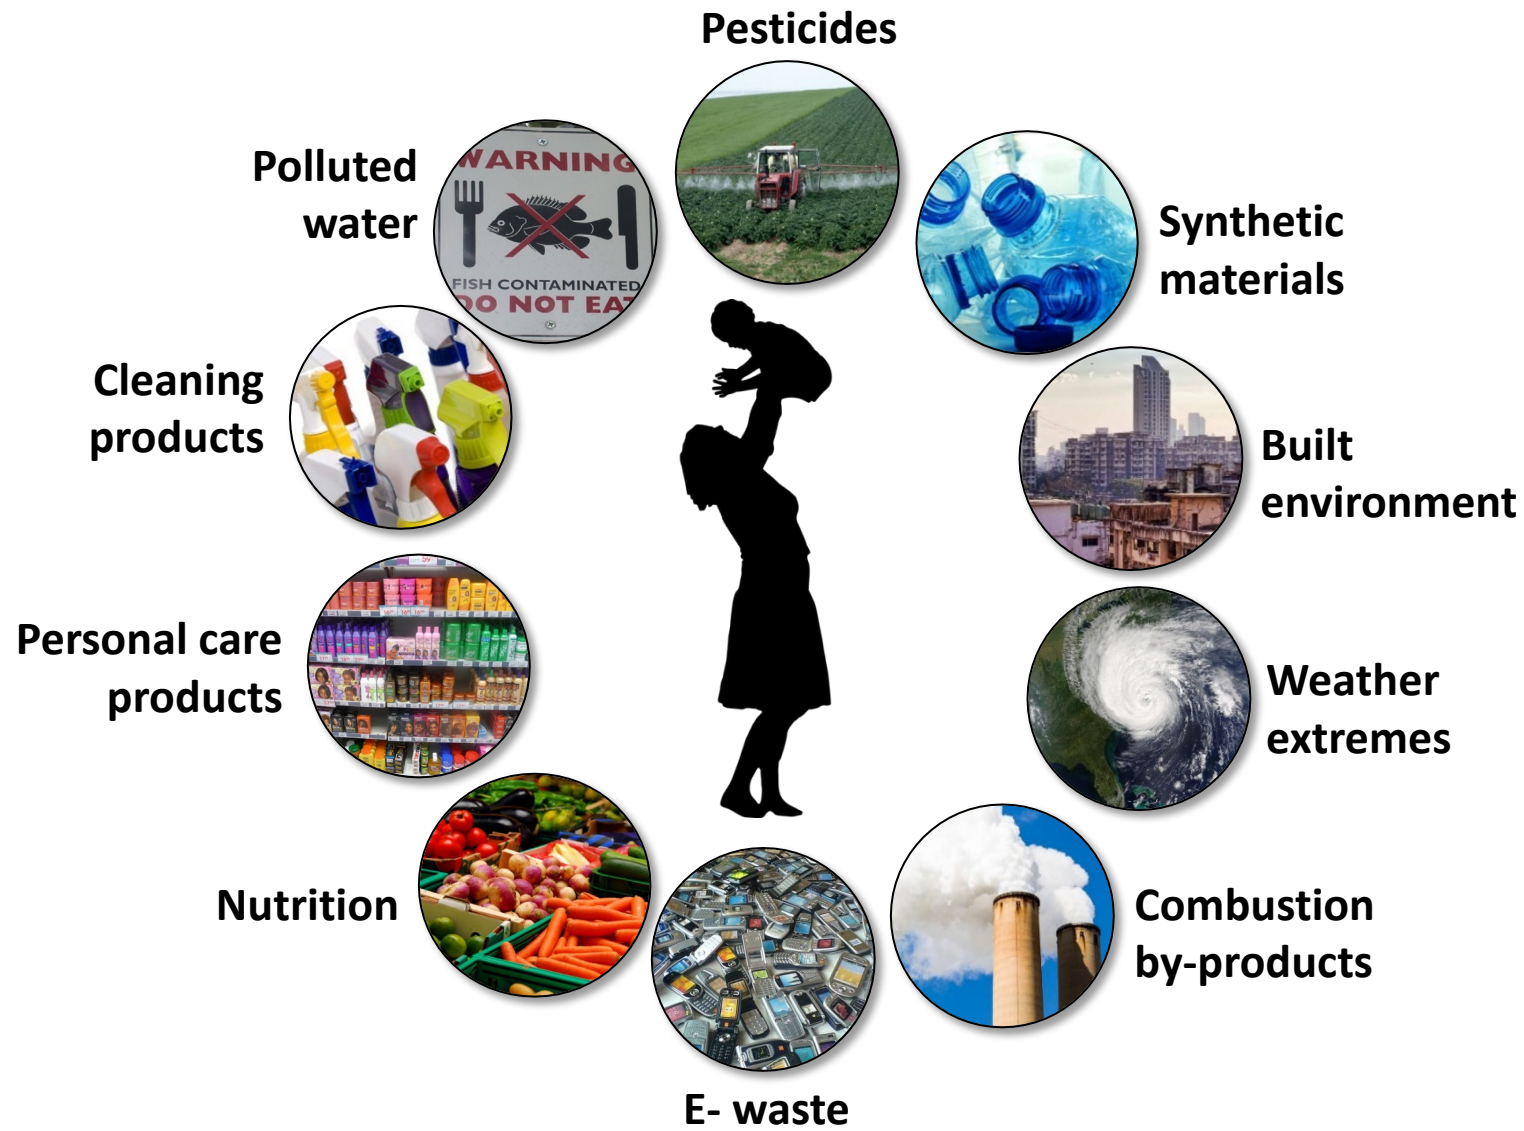 Pesticides
Polluted
water
WARNING
FISH CONTAMINATED
DO NOT EAT
Synthetic
materials
Cleaning
products
Built
environment
Personal care
products
Weather
extremes
Nutrition
Combustion
by-products
E- waste